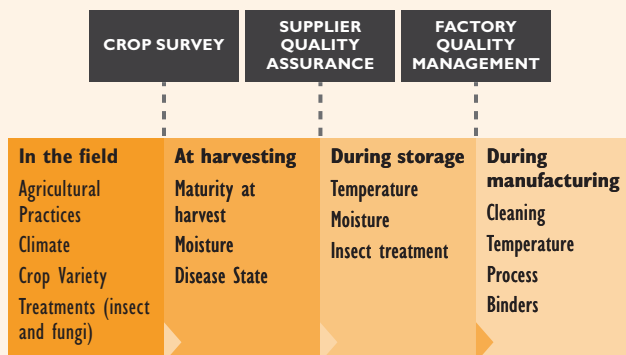 CROP SURVEY
SUPPLIER
QUALITY
ASSURANCE
FACTORY
QUALITY
MANAGEMENT
In the field
Agricultural
Practices
Climate
Crop Variety
Treatments (insect
and fungi)
At harvesting
Maturity at
harvest
Moisture
Disease State
During storage
Temperature
Moisture
Insect treatment
During
manufacturing
Cleaning
Temperature
Process
Binders